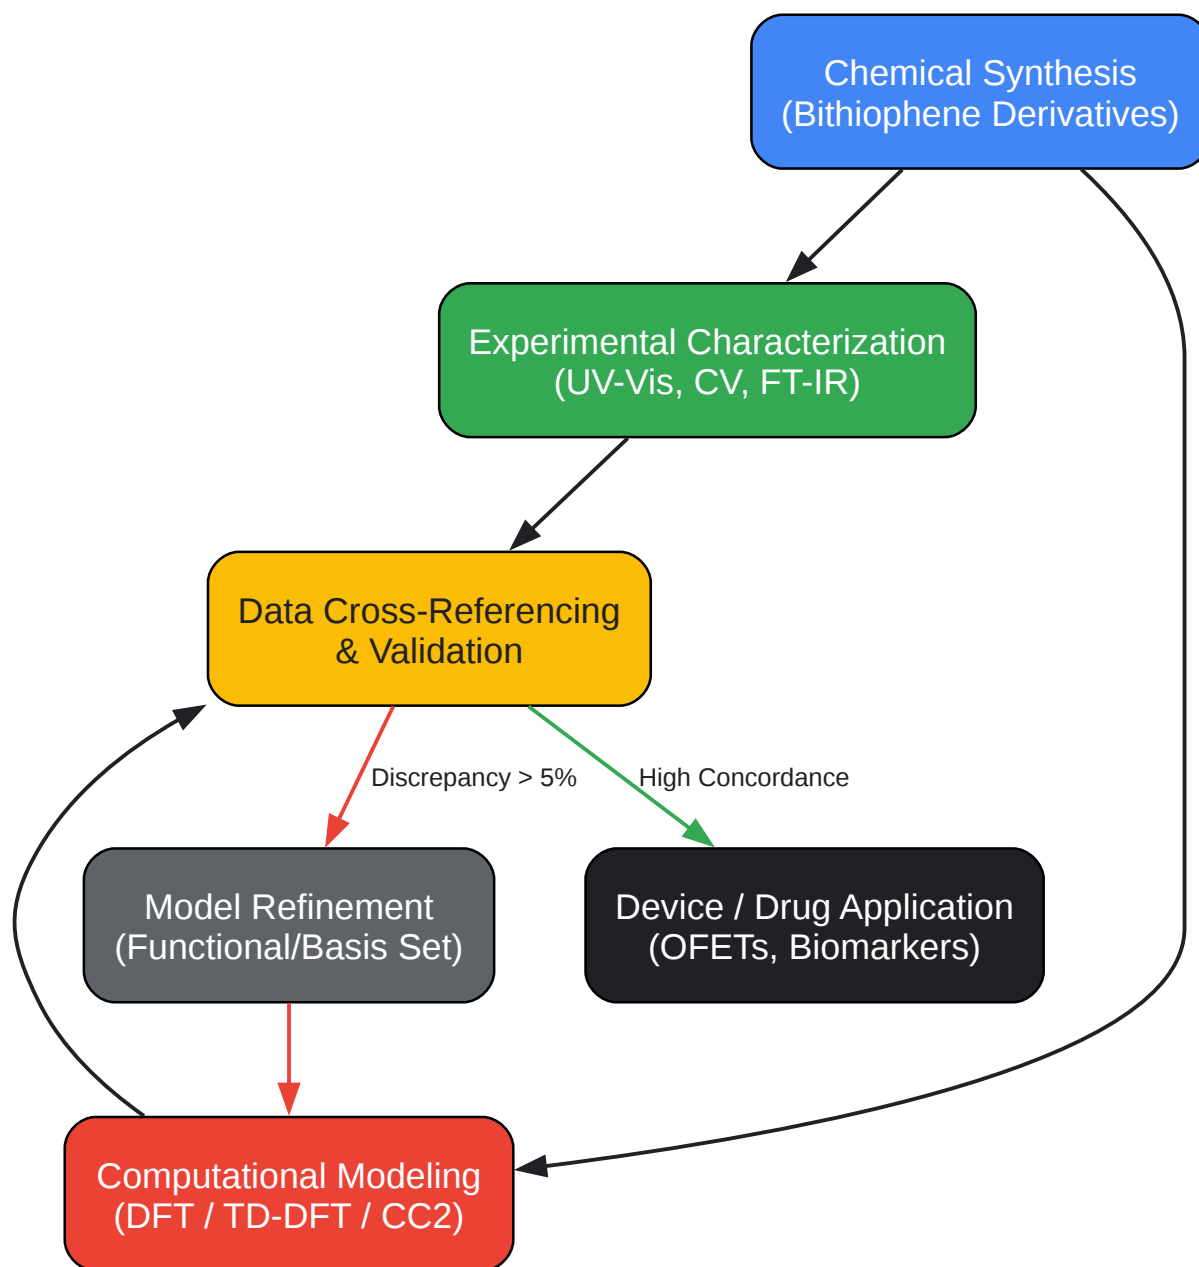 Chemical Synthesis
(Bithiophene Derivatives)
Experimental Characterization
(UV-Vis, CV, FT-IR)
Data Cross-Referencing
& Validation
Discrepancy > 5%
High Concordance
Model Refinement
(Functional/Basis Set)
Device / Drug Application
(OFETs, Biomarkers)
Computational Modeling
(DFT / TD-DFT / CC2)